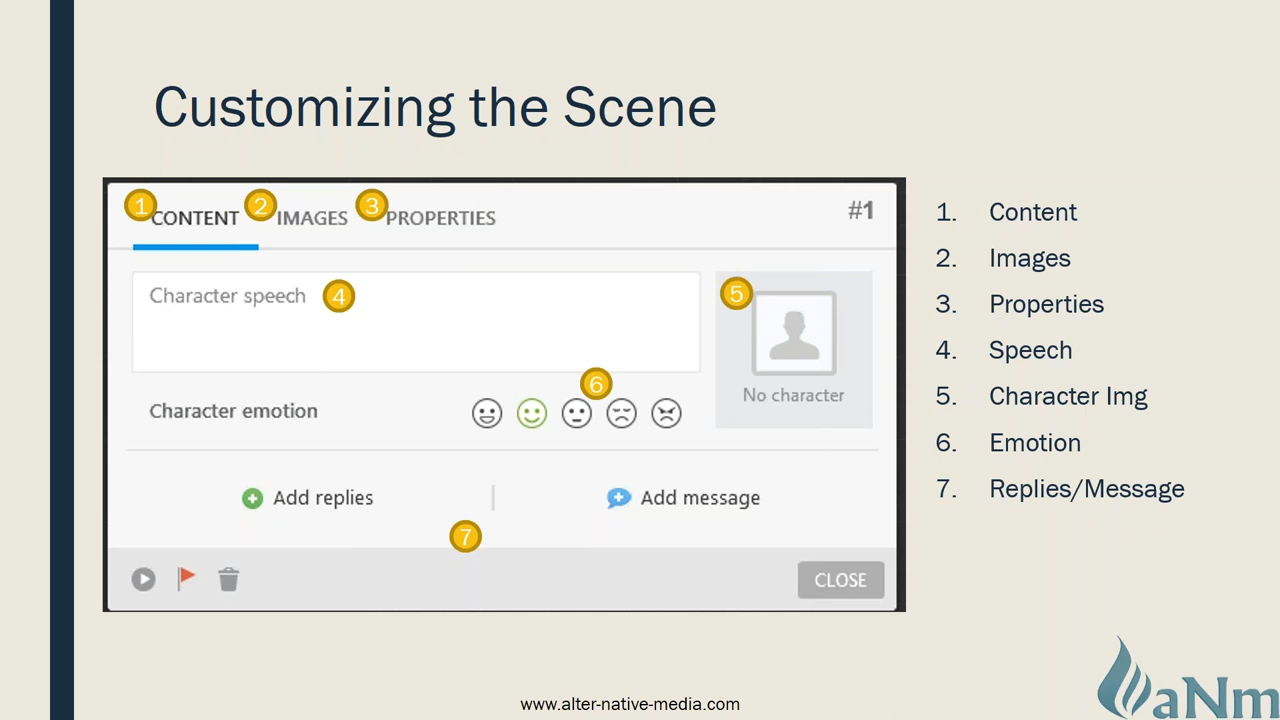 Customizing the Scene
1 CONTENT 2 IMAGES 3 PROPERTIES #1
Character speech 4
5
No character
6
Character emotion
Add replies Add message
7
CLOSE
1. Content
2. Images
3. Properties
4. Speech
5. Character Img
6. Emotion
7. Replies/Message
www.alter-native-media.com
aNm